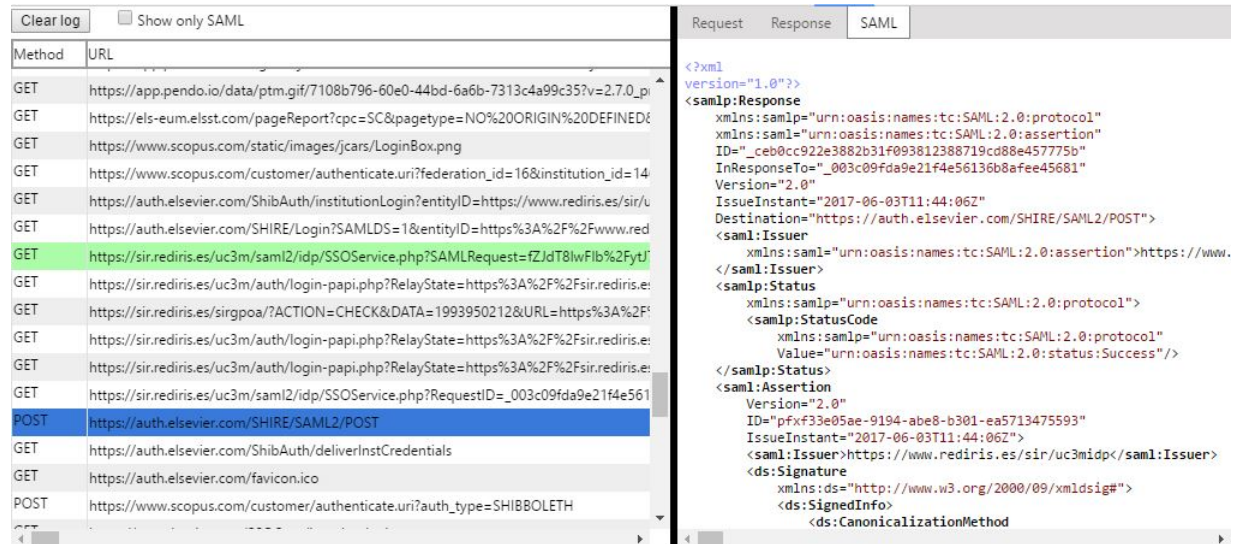 Clear log Show only SAML
Method URL
GET https://app.pendo.io/data/ptm.gif/7108b796-60e0-44bd-6a6b-7313c4a99c35?v=2.7.0_p
GET https://els-eum.elsst.com/pageReport?cpc=SC&pagetype=NO%20ORIGIN%20DEFINED&
GET https://www.scopus.com/static/images/jcars/LoginBox.png
GET https://www.scopus.com/customer/authenticate.uri?federation_id=16&institution_id=14
GET https://auth.elsevier.com/ShibAuth/institutionLogin?entityID=https://www.rediris.es/sir/u
GET https://auth.elsevier.com/SHIRE/Login?SAMLDS=1&entityID=https%3A%2F%2Fwww.red
GET https://sir.rediris.es/uc3m/saml2/idp/SSOService.php?SAMLRequest=fZJdT8IwFIb%2FytJ
GET https://sir.rediris.es/uc3m/auth/login-papi.php?RelayState=https%3A%2F%2Fsir.rediris.es
GET https://sir.rediris.es/sirgpoa/?ACTION=CHECK&DATA=1993950212&URL=https%3A%2F
GET https://sir.rediris.es/uc3m/auth/login-papi.php?RelayState=https%3A%2F%2Fsir.rediris.es
GET https://sir.rediris.es/uc3m/auth/login-papi.php?RelayState=https%3A%2F%2Fsir.rediris.es
GET https://sir.rediris.es/uc3m/saml2/idp/SSOService.php?RequestID=_003c09fda9e21f4e561
POST https://auth.elsevier.com/SHIRE/SAML2/POST
GET https://auth.elsevier.com/ShibAuth/deliverInstCredentials
GET https://auth.elsevier.com/favicon.ico
POST https://www.scopus.com/customer/authenticate.uri?auth_type=SHIBBOLETH
Request Response SAML
<?xml
version="1.0"?>
<samlp:Response
xmlns:samlp="urn:oasis:names:tc:SAML:2.0:protocol"
xmlns:saml="urn:oasis:names:tc:SAML:2.0:assertion"
ID="_ceb0cc922e3882b31f093812388719cd88e457775b"
InResponseTo="_003c09fda9e21f4e56136b8afee45681"
Version="2.0"
IssueInstant="2017-06-03T11:44:06Z"
Destination="https://auth.elsevier.com/SHIRE/SAML2/POST">
<saml:Issuer
xmlns:saml="urn:oasis:names:tc:SAML:2.0:assertion">https://www.
</saml:Issuer>
<samlp:Status
xmlns:samlp="urn:oasis:names:tc:SAML:2.0:protocol">
<samlp:StatusCode
xmlns:samlp="urn:oasis:names:tc:SAML:2.0:protocol"
Value="urn:oasis:names:tc:SAML:2.0:status:Success"/>
</samlp:Status>
<saml:Assertion
Version="2.0"
ID="pfxf33e05ae-9194-abe8-b301-ea5713475593"
IssueInstant="2017-06-03T11:44:06Z">
<saml:Issuer>https://www.rediris.es/sir/uc3midp</saml:Issuer>
<ds:Signature
xmlns:ds="http://www.w3.org/2000/09/xmldsig#">
<ds:SignedInfo>
<ds:CanonicalizationMethod